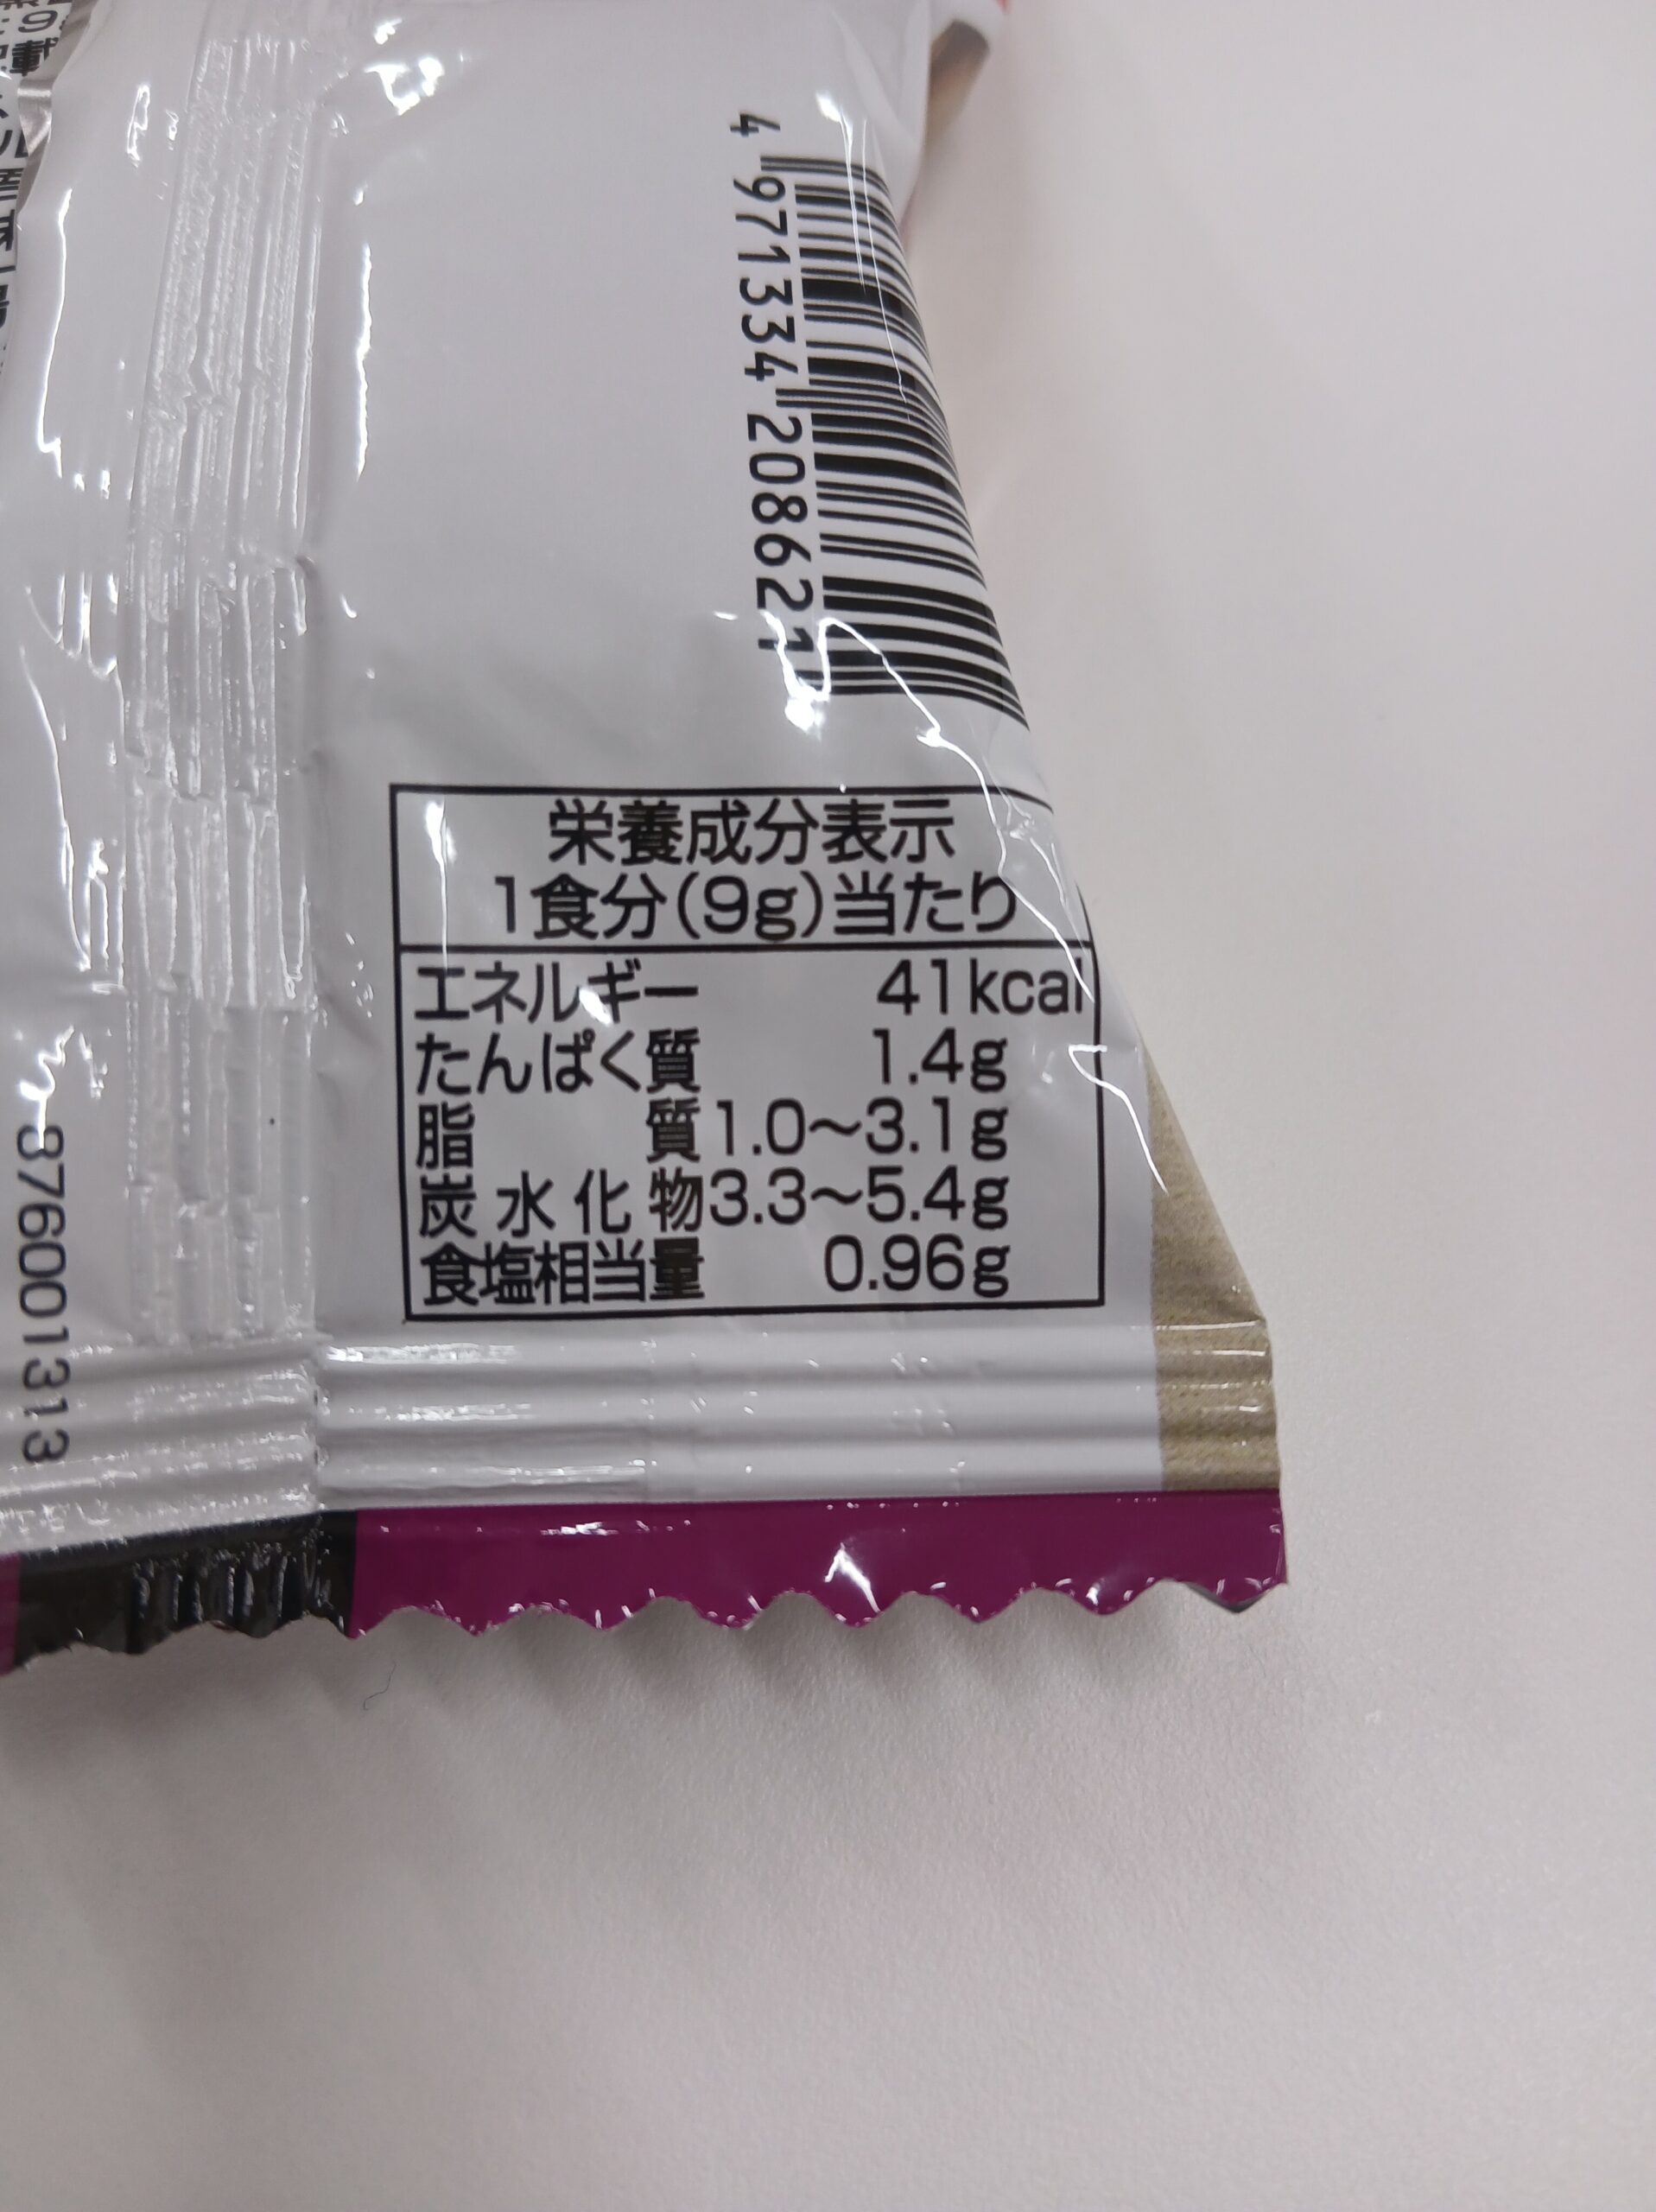 4 971334 208621
栄養成分表示
1食分(9g)当たり
エネルギー 41kcal
たんぱく質 1.4g
脂 質 1.0～3.1g
炭水化物 3.3～5.4g
食塩相当量 0.96g
876001313